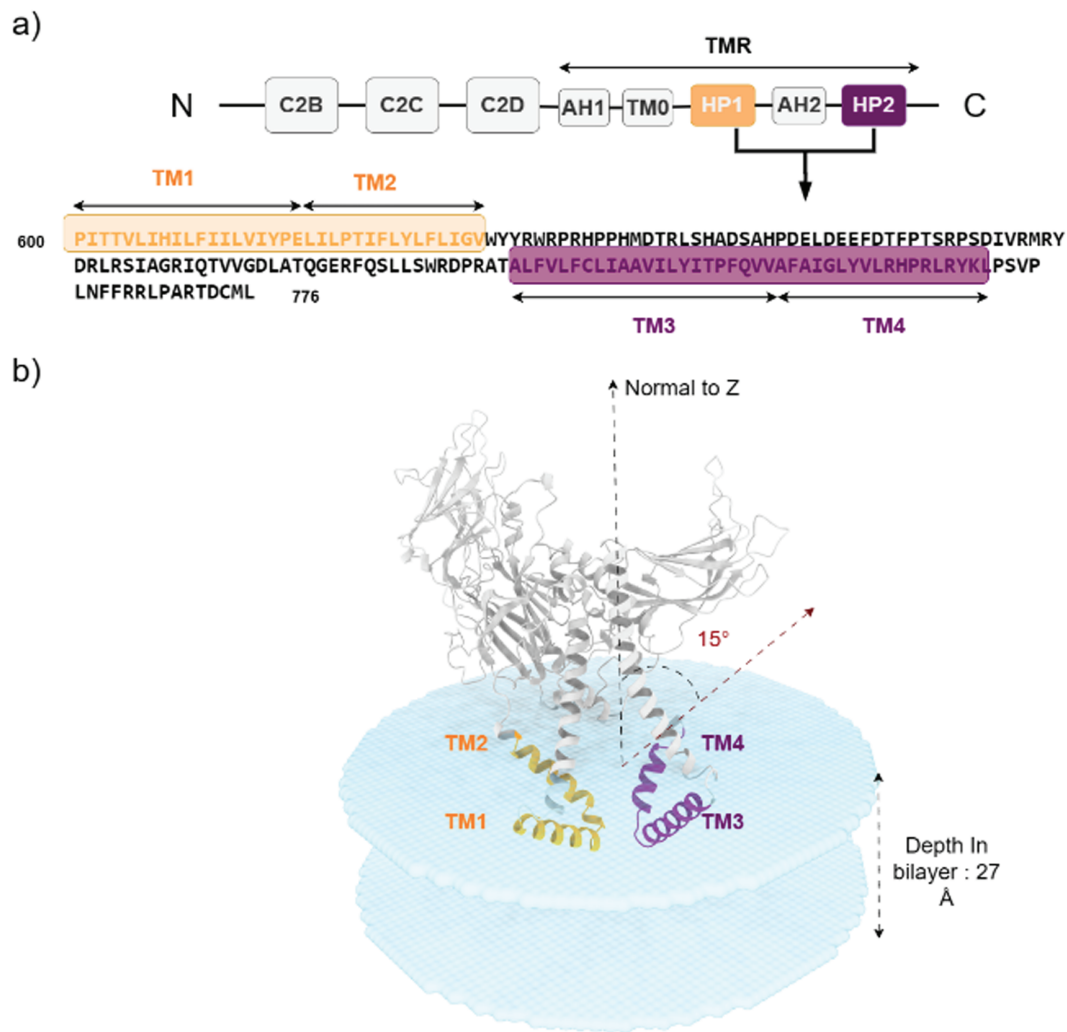 a)
TMR
N C2B C2C C2D AH1 TM0 HP1 AH2 HP2 C
TM1 TM2
600 PITTVLIHILFIILVIYPELILPTIFLYLFLIGVWYYRWRPRHPPHMDTRLSHADSAHPDELDEEFDTFPTSRPSDIVRMRY
DRLRSIAGRIQTVVGDLATQGERFQSLLSWRDPRATALFVLFCLIAAVILYITPFQVVAFAIGLYVLRHPRLRYKLPSVP
LNFFRRLPARTDCML 776
TM3 TM4
b)
Normal to Z
15°
TM2 TM4
TM1 TM3
Depth In
bilayer : 27
Å